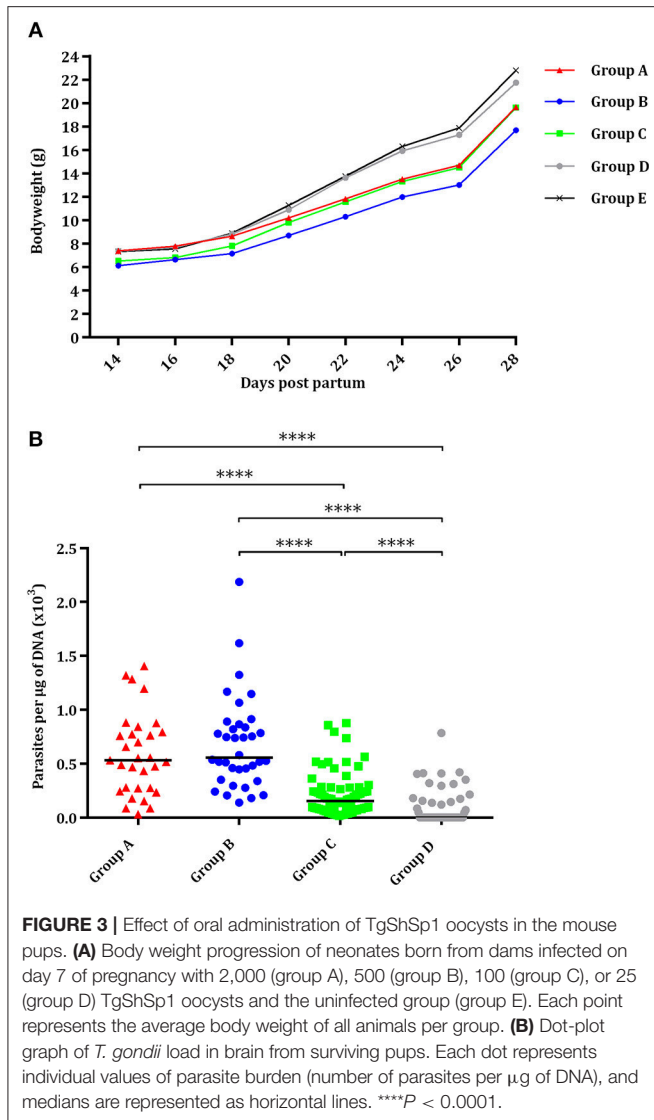 A
24
22
20
18
16
14
12
10
8
6
4
2
0
Bodyweight (g)
14 16 18 20 22 24 26 28
Days post partum
Group A
Group B
Group C
Group D
Group E
B
****
****
****
**** ****
2.5
2.0
1.5
1.0
0.5
0.0
Parasites per µg of DNA (x10³)
Group A Group B Group C Group D
FIGURE 3 | Effect of oral administration of TgShSp1 oocysts in the mouse
pups. (A) Body weight progression of neonates born from dams infected on
day 7 of pregnancy with 2,000 (group A), 500 (group B), 100 (group C), or 25
(group D) TgShSp1 oocysts and the uninfected group (group E). Each point
represents the average body weight of all animals per group. (B) Dot-plot
graph of T. gondii load in brain from surviving pups. Each dot represents
individual values of parasite burden (number of parasites per µg of DNA), and
medians are represented as horizontal lines. ****P < 0.0001.